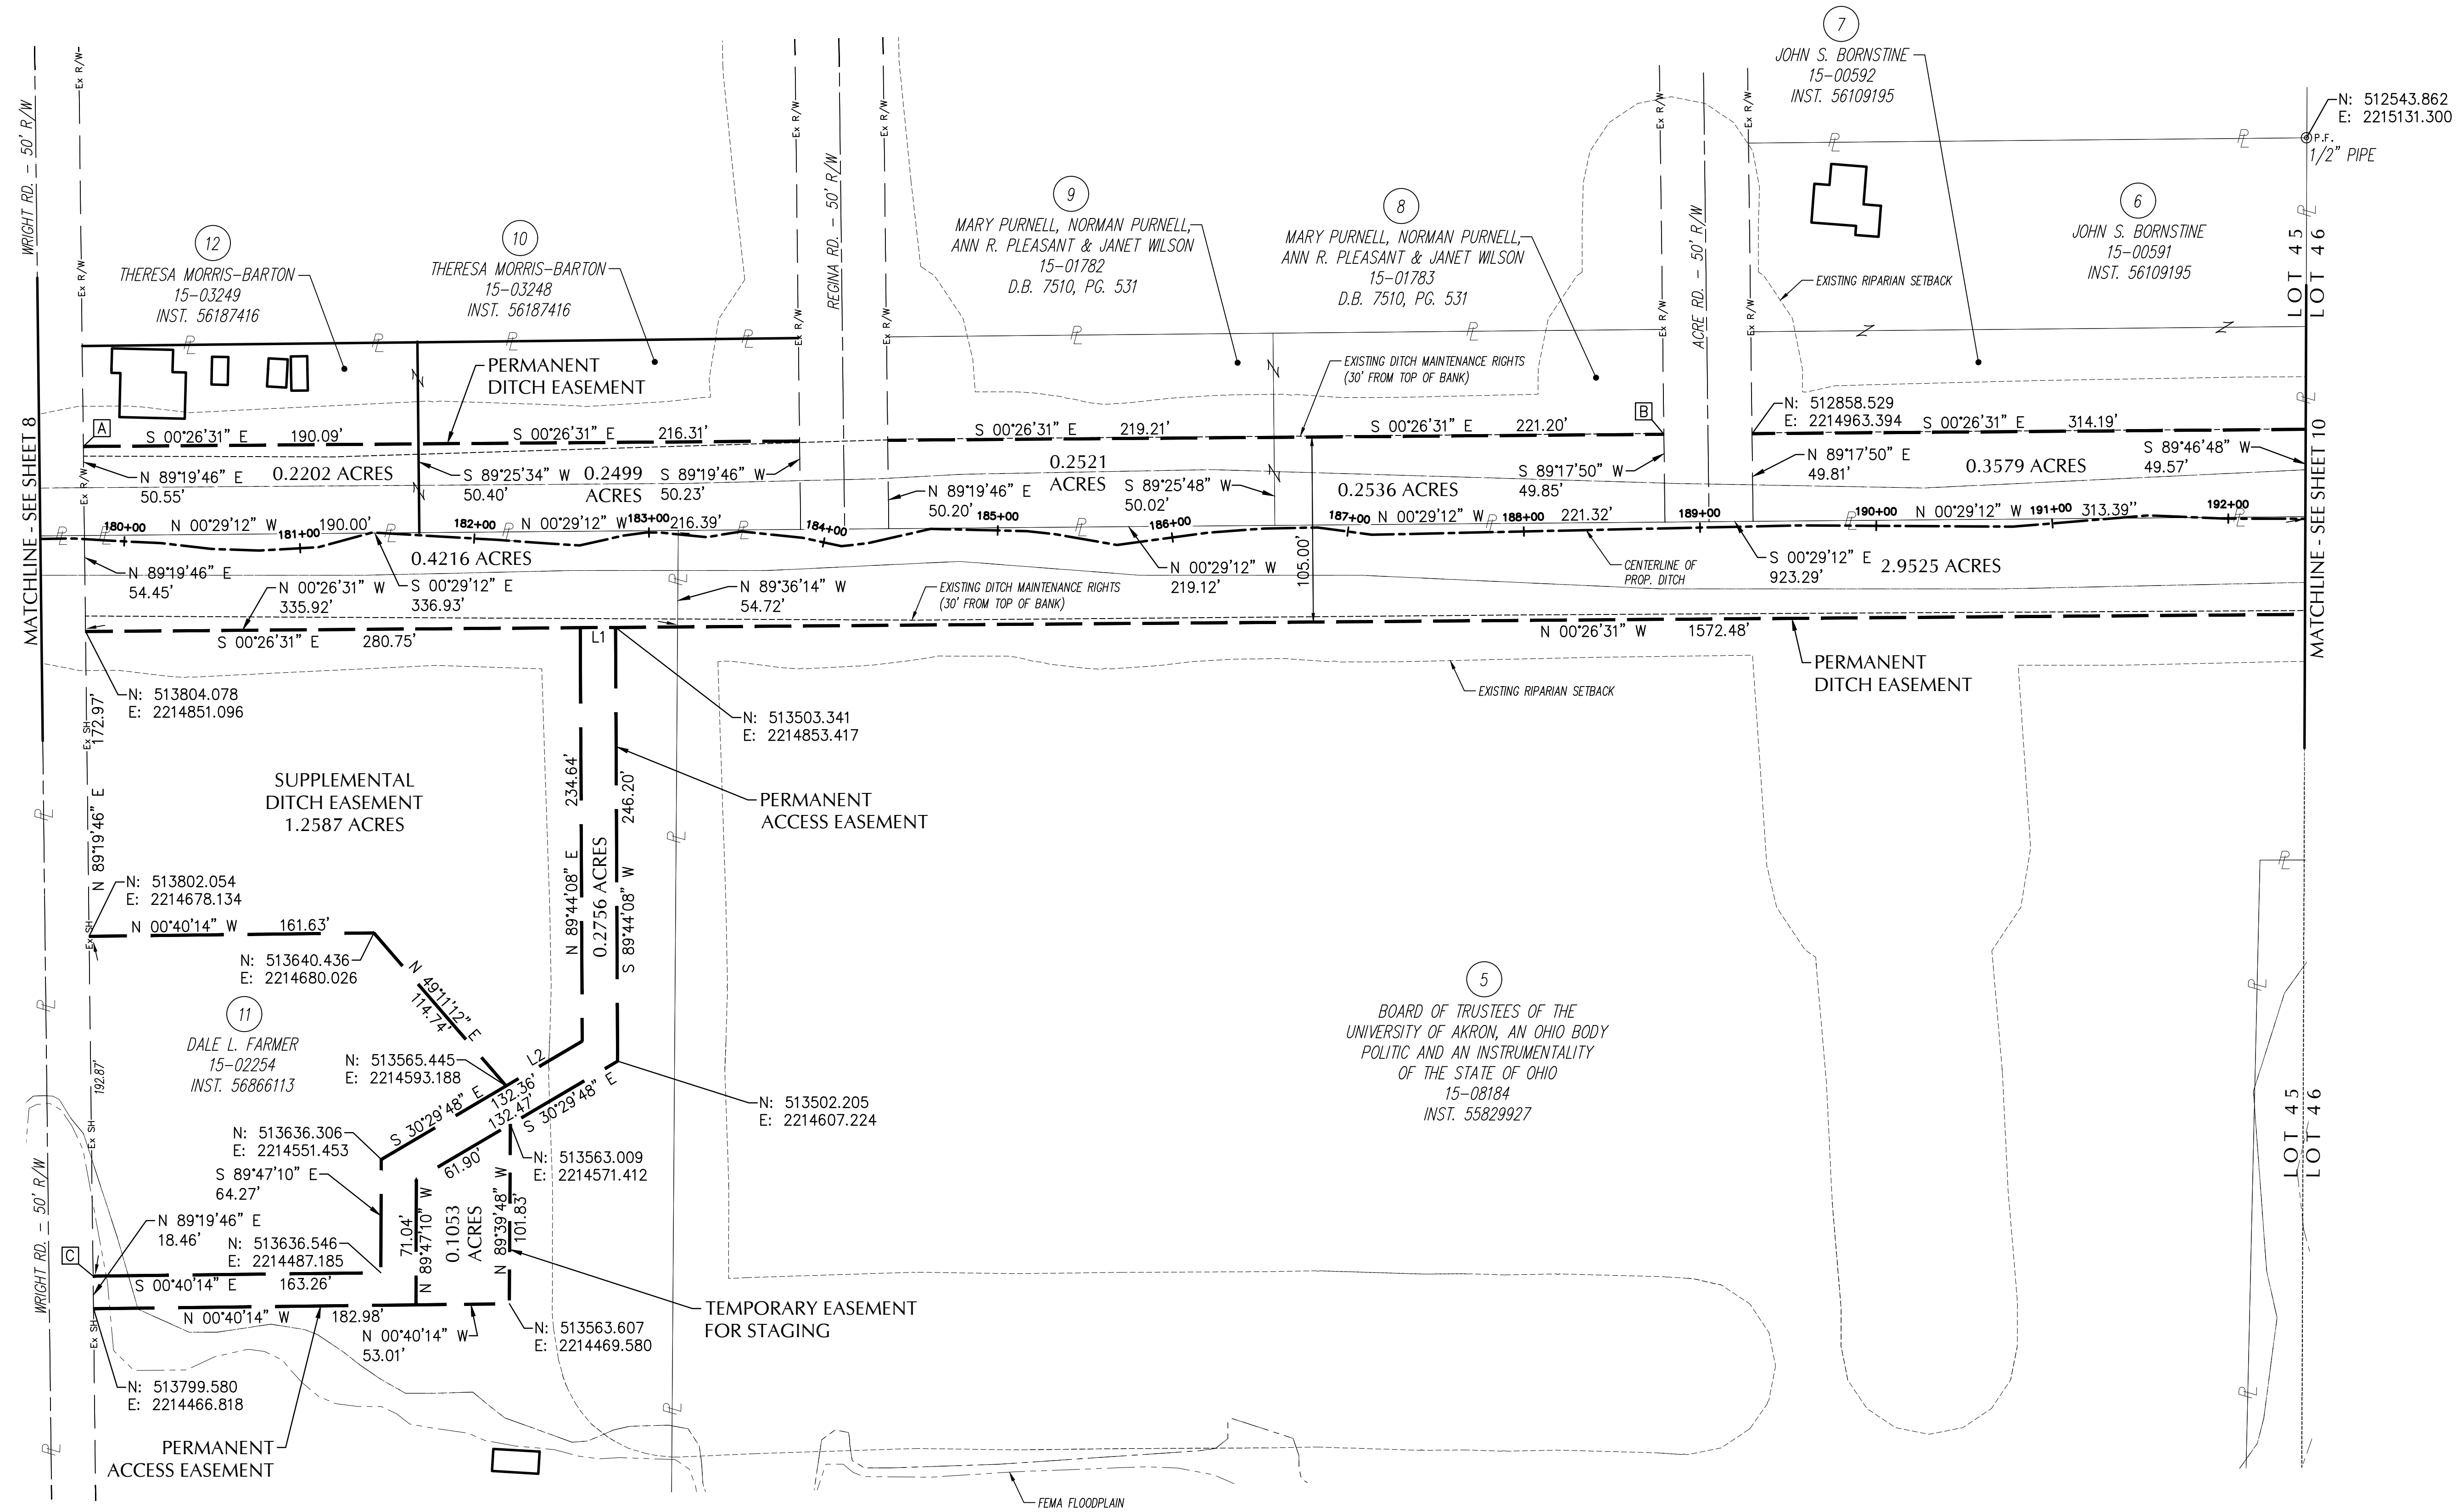 7
JOHN S. BORNSTINE
15-00592
INST. 56109195
N: 512543.862
E: 2215131.300
P.F.
1/2" PIPE
6
JOHN S. BORNSTINE
15-00591
INST. 56109195
LOT 45
LOT 46
WRIGHT RD. - 50' R/W
Ex R/W
Ex R/W
Ex R/W
Ex R/W
Ex R/W
REGINA RD. - 50' R/W
ACRE RD. - 50' R/W
Ex R/W
Ex R/W
Ex R/W
Ex R/W
Ex R/W
Ex R/W
12
THERESA MORRIS-BARTON
15-03249
INST. 56187416
10
THERESA MORRIS-BARTON
15-03248
INST. 56187416
9
MARY PURNELL, NORMAN PURNELL,
ANN R. PLEASANT & JANET WILSON
15-01782
D.B. 7510, PG. 531
8
MARY PURNELL, NORMAN PURNELL,
ANN R. PLEASANT & JANET WILSON
15-01783
D.B. 7510, PG. 531
EXISTING RIPARIAN SETBACK
PERMANENT
DITCH EASEMENT
EXISTING DITCH MAINTENANCE RIGHTS
(30' FROM TOP OF BANK)
MATCHLINE - SEE SHEET 8
MATCHLINE - SEE SHEET 10
A
B
N: 512858.529
E: 2214963.394
S 00°26'31" E 190.09'
S 00°26'31" E 216.31'
S 00°26'31" E 219.21'
S 00°26'31" E 221.20'
S 00°26'31" E 314.19'
N 89°19'46" E
50.55'
0.2202 ACRES
S 89°25'34" W
50.40'
0.2499
ACRES
S 89°19'46" W
50.23'
N 89°19'46" E
50.20'
0.2521
ACRES
S 89°25'48" W
50.02'
0.2536 ACRES
S 89°17'50" W
49.85'
N 89°17'50" E
49.81'
0.3579 ACRES
S 89°46'48" W
49.57'
180+00
N 00°29'12" W 190.00'
181+00
182+00
N 00°29'12" W 216.39'
183+00
184+00
185+00
186+00
187+00
N 00°29'12" W 221.32'
188+00
189+00
190+00
N 00°29'12" W 313.39''
191+00
192+00
0.4216 ACRES
N 89°19'46" E
54.45'
N 00°26'31" W
335.92'
S 00°29'12" E
336.93'
N 89°36'14" W
54.72'
EXISTING DITCH MAINTENANCE RIGHTS
(30' FROM TOP OF BANK)
N 00°29'12" W
219.12'
105.00'
CENTERLINE OF
PROP. DITCH
S 00°29'12" E
923.29'
2.9525 ACRES
S 00°26'31" E 280.75'
L1
N 00°26'31" W 1572.48'
PERMANENT
DITCH EASEMENT
EXISTING RIPARIAN SETBACK
N: 513804.078
E: 2214851.096
N: 513503.341
E: 2214853.417
Ex SH
172.97'
N 89°19'46" E
SUPPLEMENTAL
DITCH EASEMENT
1.2587 ACRES
234.64'
N 89°44'08" E
0.2756 ACRES
246.20'
S 89°44'08" W
PERMANENT
ACCESS EASEMENT
N: 513802.054
E: 2214678.134
N 00°40'14" W 161.63'
Ex SH
N: 513640.436
E: 2214680.026
N 49°11'12" E
114.74'
11
DALE L. FARMER
15-02254
INST. 56866113
192.87'
Ex SH
N: 513565.445
E: 2214593.188
L2
S 30°29'48" E
132.36'
132.47'
S 30°29'48" E
61.90'
N: 513502.205
E: 2214607.224
5
BOARD OF TRUSTEES OF THE
UNIVERSITY OF AKRON, AN OHIO BODY
POLITIC AND AN INSTRUMENTALITY
OF THE STATE OF OHIO
15-08184
INST. 55829927
LOT 45
LOT 46
N: 513636.306
E: 2214551.453
S 89°47'10" E
64.27'
N: 513563.009
E: 2214571.412
WRIGHT RD. - 50' R/W
N 89°19'46" E
18.46'
N: 513636.546
E: 2214487.185
71.04'
N 89°47'10" W
0.1053
ACRES
N 89°39'48" W
101.83'
C
S 00°40'14" E 163.26'
N 00°40'14" W 182.98'
N 00°40'14" W
53.01'
TEMPORARY EASEMENT
FOR STAGING
N: 513563.607
E: 2214469.580
Ex SH
N: 513799.580
E: 2214466.818
PERMANENT
ACCESS EASEMENT
FEMA FLOODPLAIN